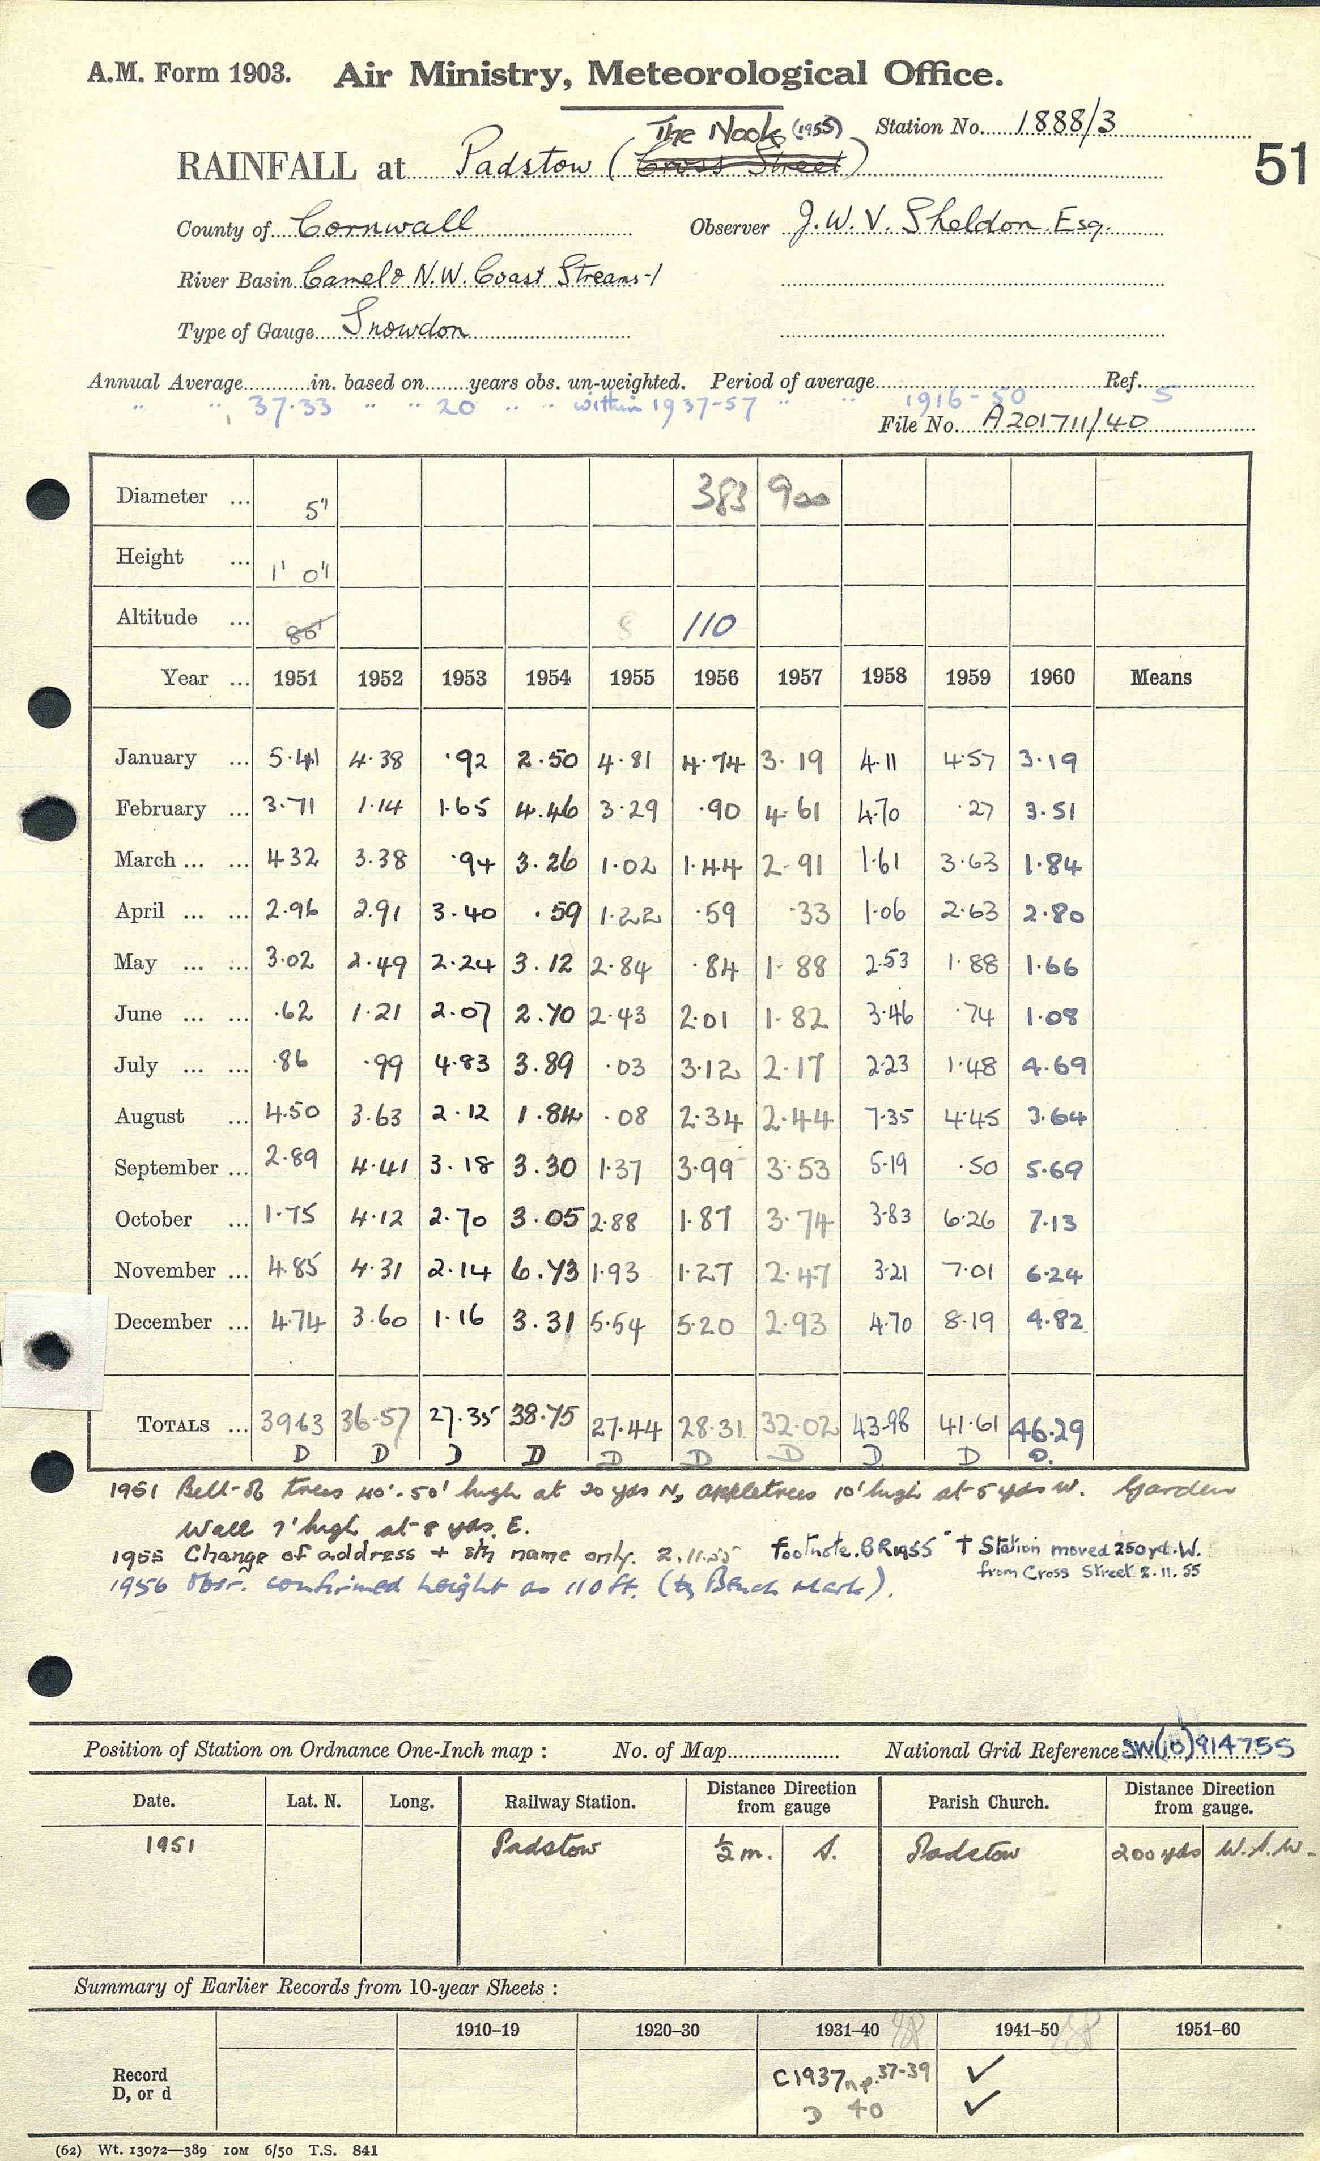 A.M. Form 1903. Air Ministry, Meteorological Office.
The Nook (1955) Station No. 1888/3
RAINFALL at Padstow (Cross Street)
51
County of Cornwall Observer J.W.V. Sheldon Esq.
River Basin Camel & N.W. Coast Streams-1
Type of Gauge Snowdon
Annual Average in. based on years obs. un-weighted. Period of average Ref.
" " 37.33 " " 20 " " within 1937-57 " " 1916-50 5
File No. A201711/40
Diameter ... 5" 383 900
Height ... 1' 0"
Altitude ... 80' 8 110
Year ... 1951 1952 1953 1954 1955 1956 1957 1958 1959 1960 Means
January ... 5.41 4.38 .92 2.50 4.81 4.74 3.19 4.11 4.57 3.19
February ... 3.71 1.14 1.65 4.46 3.29 .90 4.61 4.70 .27 3.51
March ... ... 4.32 3.38 .94 3.26 1.02 1.44 2.91 1.61 3.63 1.84
April ... ... 2.96 2.91 3.40 .59 1.22 .59 .33 1.06 2.63 2.80
May ... ... 3.02 2.49 2.24 3.12 2.84 .84 1.88 2.53 1.88 1.66
June ... ... .62 1.21 2.07 2.70 2.43 2.01 1.82 3.46 .74 1.08
July ... ... .86 .99 4.83 3.89 .03 3.12 2.17 2.23 1.48 4.69
August ... 4.50 3.63 2.12 1.84 .08 2.34 2.44 7.35 4.45 3.64
September ... 2.89 4.41 3.18 3.30 1.37 3.99 3.53 5.19 .50 5.69
October ... 1.75 4.12 2.70 3.05 2.88 1.87 3.74 3.83 6.26 7.13
November ... 4.85 4.31 2.14 6.73 1.93 1.27 2.47 3.21 7.01 6.24
December ... 4.74 3.60 1.16 3.31 5.54 5.20 2.93 4.70 8.19 4.82
TOTALS ... 39.63 36.57 27.35 38.75 27.44 28.31 32.02 43.98 41.61 46.29
D D D D D D D D D D.
1951 Belt of trees 40'-50' high at 20 yds N, appletrees 10' high at 5 yds W. Garden
Wall 7' high at 8 yds. E.
1955 Change of address + stn name only. 2.11.55 Footnote. BR1955 " † Station moved 250 yd. W.
from Cross Street 2.11.55
1956 Obsr. confirmed height as 110 ft. (by Bench Mark).
Position of Station on Ordnance One-Inch map : No. of Map National Grid Reference SW(10)914755
Date. Lat. N. Long. Railway Station. Distance Direction from gauge Parish Church. Distance Direction from gauge.
1951 Padstow ½ m. S. Padstow 200 yds W.S.W.
Summary of Earlier Records from 10-year Sheets :
1910-19 1920-30 1931-40 1941-50 1951-60
Record C1937 n.p. 37-39 ✓
D, or d D 40 ✓
(62) Wt. 13072—389 10M 6/50 T.S. 841